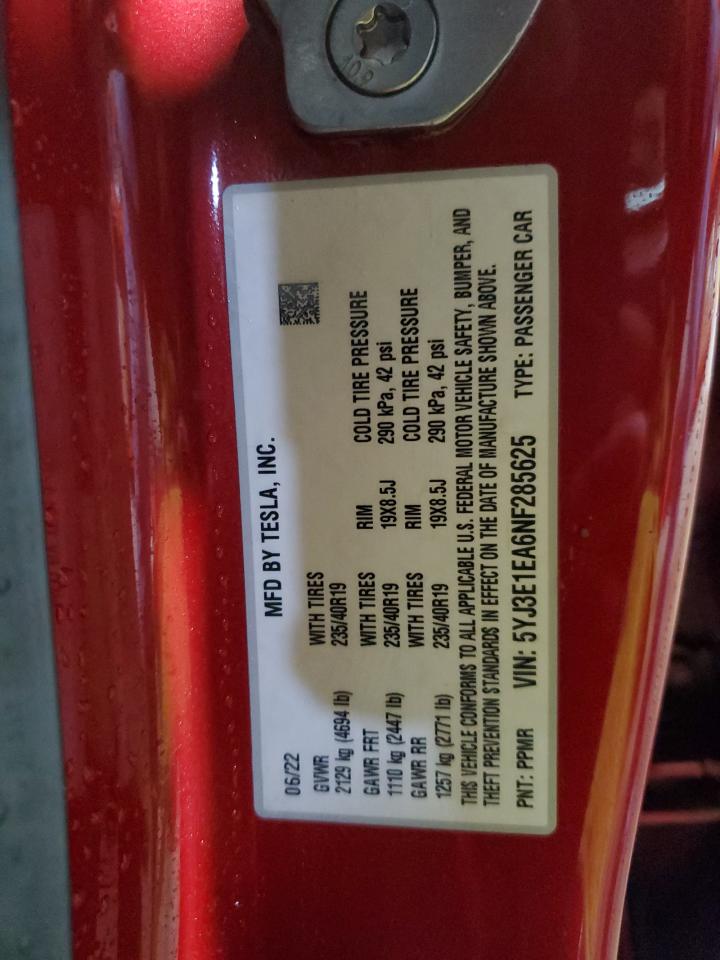 10.9
MFD BY TESLA, INC.
06/22
GVWR WITH TIRES
2129 kg (4694 lb) 235/40R19
GAWR FRT WITH TIRES RIM COLD TIRE PRESSURE
1110 kg (2447 lb) 235/40R19 19X8.5J 290 kPa, 42 psi
GAWR RR WITH TIRES RIM COLD TIRE PRESSURE
1257 kg (2771 lb) 235/40R19 19X8.5J 290 kPa, 42 psi
THIS VEHICLE CONFORMS TO ALL APPLICABLE U.S. FEDERAL MOTOR VEHICLE SAFETY, BUMPER, AND
THEFT PREVENTION STANDARDS IN EFFECT ON THE DATE OF MANUFACTURE SHOWN ABOVE.
PNT: PPMR VIN: 5YJ3E1EA6NF285625 TYPE: PASSENGER CAR